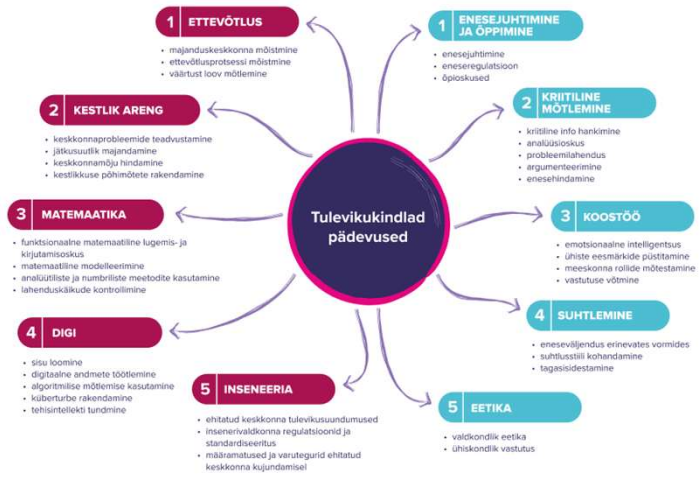 1 ETTEVÕTLUS
• majanduskeskkonna mõistmine
• ettevõtlusprotsessi mõistmine
• väärtust loov mõtlemine
2 KESTLIK ARENG
• keskkonnaprobleemide teadvustamine
• jätkusuutlik majandamine
• keskkonnamõju hindamine
• kestlikkuse põhimõtete rakendamine
3 MATEMAATIKA
• funktsionaalne matemaatiline lugemis- ja
kirjutamisoskus
• matemaatiline modelleerimine
• analüütiliste ja numbriliste meetodite kasutamine
• lahenduskäikude kontrollimine
4 DIGI
• sisu loomine
• digitaalne andmete töötlemine
• algoritmilise mõtlemise kasutamine
• küberturbe rakendamine
• tehisintellekti tundmine
5 INSENEERIA
• ehitatud keskkonna tulevikusuundumused
• insenerivaldkonna regulatsioonid ja
standardiseeritus
• määramatused ja varutegurid ehitatud
keskkonna kujundamisel
Tulevikukindlad
pädevused
1 ENESEJUHTIMINE
JA ÕPPIMINE
• enesejuhtimine
• eneseregulatsioon
• õpioskused
2 KRIITILINE
MÕTLEMINE
• kriitiline info hankimine
• analüüsioskus
• probleemilahendus
• argumenteerimine
• enesehindamine
3 KOOSTÖÖ
• emotsionaalne intelligentsus
• ühiste eesmärkide püstitamine
• meeskonna rollide mõtestamine
• vastutuse võtmine
4 SUHTLEMINE
• eneseväljendus erinevates vormides
• suhtlusstiili kohandamine
• tagasisidestamine
5 EETIKA
• valdkondlik eetika
• ühiskondlik vastutus